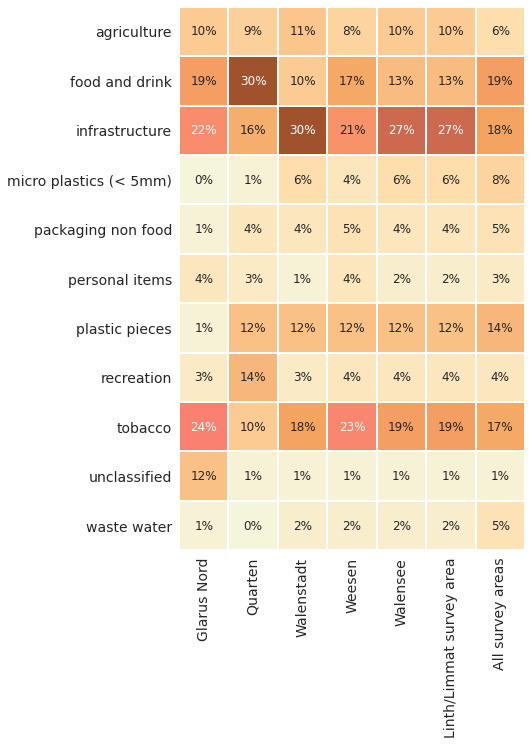 agriculture 10% 9% 11% 8% 10% 10% 6%
food and drink 19% 30% 10% 17% 13% 13% 19%
infrastructure 22% 16% 30% 21% 27% 27% 18%
micro plastics (< 5mm) 0% 1% 6% 4% 6% 6% 8%
packaging non food 1% 4% 4% 5% 4% 4% 5%
personal items 4% 3% 1% 4% 2% 2% 3%
plastic pieces 1% 12% 12% 12% 12% 12% 14%
recreation 3% 14% 3% 4% 4% 4% 4%
tobacco 24% 10% 18% 23% 19% 19% 17%
unclassified 12% 1% 1% 1% 1% 1% 1%
waste water 1% 0% 2% 2% 2% 2% 5%
Glarus Nord
Quarten
Walenstadt
Weesen
Walensee
Linth/Limmat survey area
All survey areas